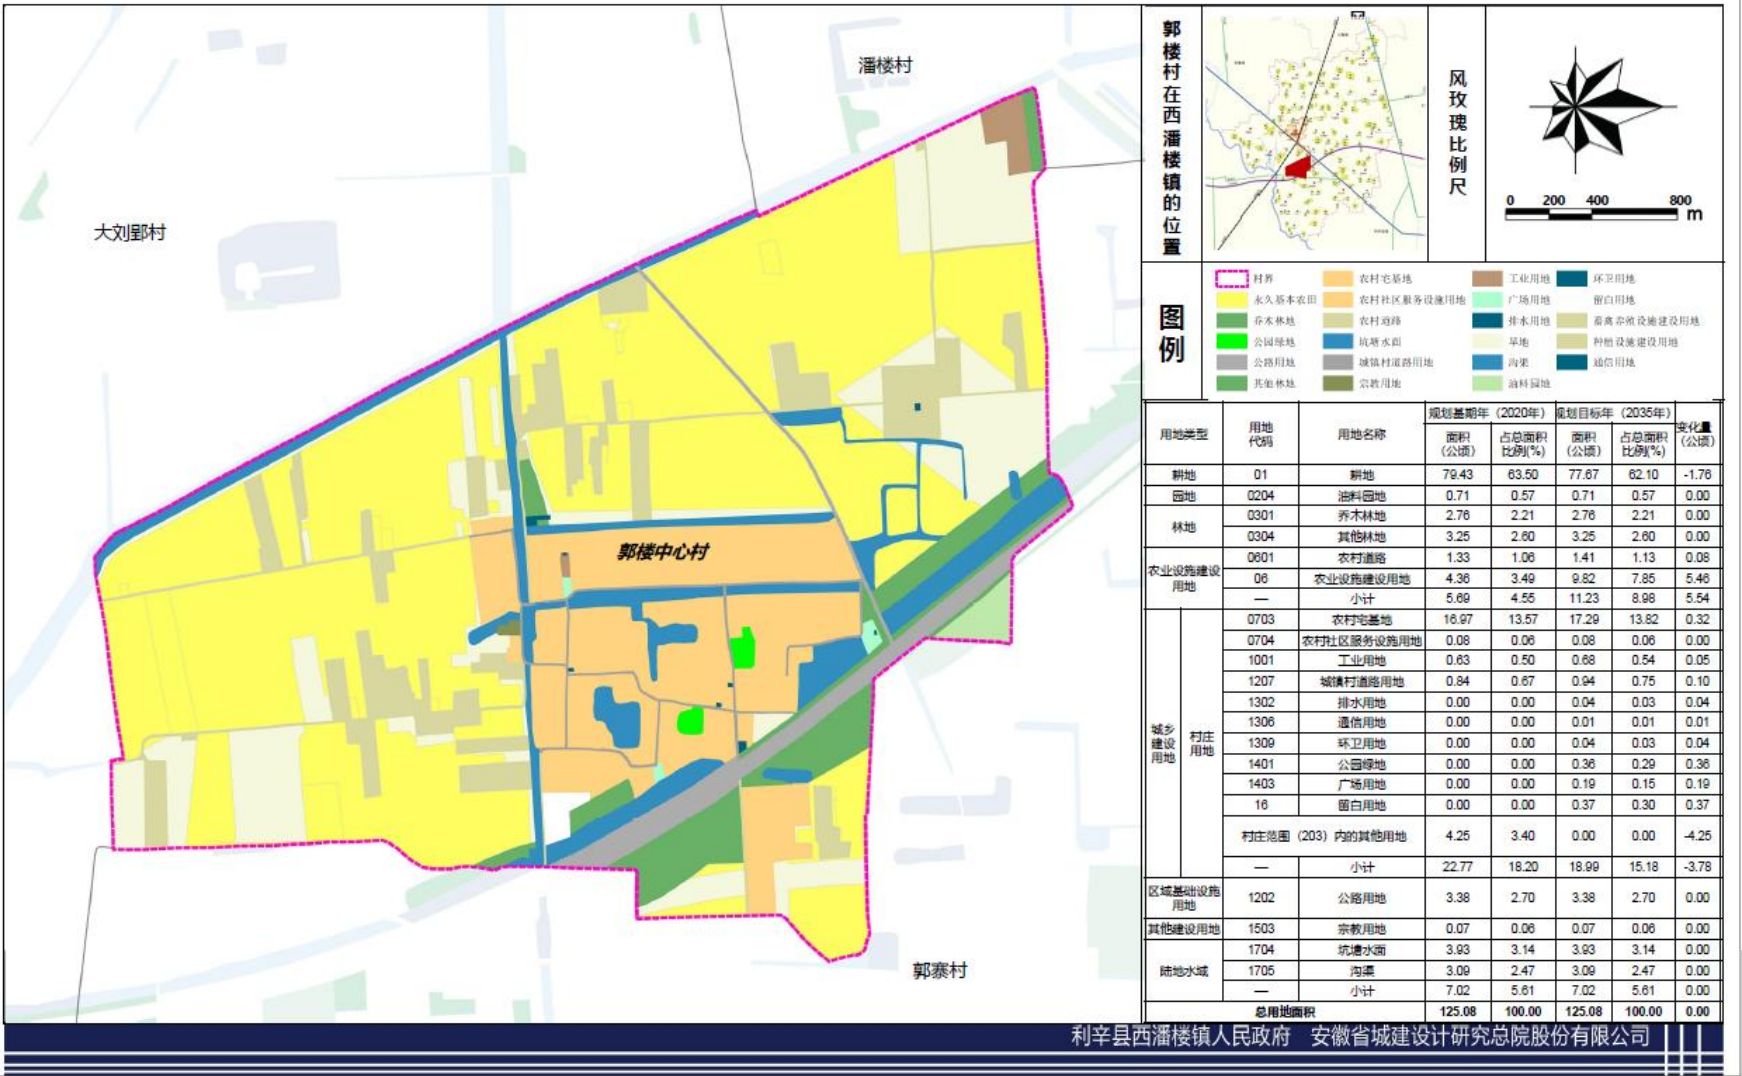 潘楼村
大刘郢村
郭楼中心村
郭寨村
郭楼村在西潘楼镇的位置
风玫瑰比例尺
0 200 400 800 m
图例
村界 农村宅基地 工业用地 环卫用地
永久基本农田 农村社区服务设施用地 广场用地 留白用地
乔木林地 农村道路 排水用地 畜禽养殖设施建设用地
公园绿地 坑塘水面 旱地 种植设施建设用地
公路用地 城镇村道路用地 沟渠 通信用地
其他林地 宗教用地 油料园地
用地类型 用地代码 用地名称 规划基期年（2020年） 规划目标年（2035年） 变化量（公顷）
面积（公顷） 占总面积比例(%) 面积（公顷） 占总面积比例(%)
耕地 01 耕地 79.43 63.50 77.67 62.10 -1.76
园地 0204 油料园地 0.71 0.57 0.71 0.57 0.00
林地 0301 乔木林地 2.76 2.21 2.76 2.21 0.00
0304 其他林地 3.25 2.60 3.25 2.60 0.00
农业设施建设用地 0601 农村道路 1.33 1.06 1.41 1.13 0.08
06 农业设施建设用地 4.36 3.49 9.82 7.85 5.46
— 小计 5.69 4.55 11.23 8.98 5.54
城乡建设用地 村庄用地 0703 农村宅基地 16.97 13.57 17.29 13.82 0.32
0704 农村社区服务设施用地 0.08 0.06 0.08 0.06 0.00
1001 工业用地 0.63 0.50 0.68 0.54 0.05
1207 城镇村道路用地 0.84 0.67 0.94 0.75 0.10
1302 排水用地 0.00 0.00 0.04 0.03 0.04
1306 通信用地 0.00 0.00 0.01 0.01 0.01
1309 环卫用地 0.00 0.00 0.04 0.03 0.04
1401 公园绿地 0.00 0.00 0.36 0.29 0.36
1403 广场用地 0.00 0.00 0.19 0.15 0.19
16 留白用地 0.00 0.00 0.37 0.30 0.37
村庄范围（203）内的其他用地 4.25 3.40 0.00 0.00 -4.25
— 小计 22.77 18.20 18.99 15.18 -3.78
区域基础设施用地 1202 公路用地 3.38 2.70 3.38 2.70 0.00
其他建设用地 1503 宗教用地 0.07 0.06 0.07 0.06 0.00
陆地水域 1704 坑塘水面 3.93 3.14 3.93 3.14 0.00
1705 沟渠 3.09 2.47 3.09 2.47 0.00
— 小计 7.02 5.61 7.02 5.61 0.00
总用地面积 125.08 100.00 125.08 100.00 0.00
利辛县西潘楼镇人民政府 安徽省城建设计研究总院股份有限公司